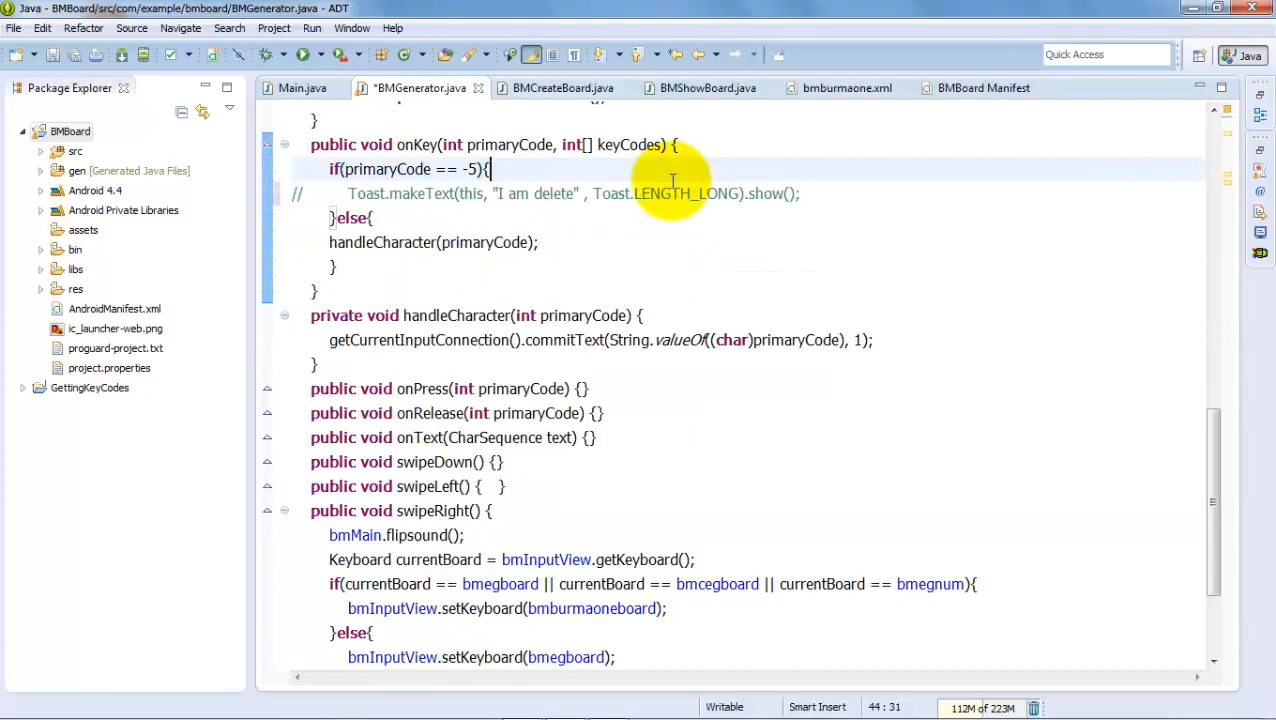 Java - BMBoard/src/com/example/bmboard/BMGenerator.java - ADT
File Edit Refactor Source Navigate Search Project Run Window Help
Quick Access Java
Package Explorer Main.java *BMGenerator.java BMCreateBoard.java BMShowBoard.java bmburmaone.xml BMBoard Manifest
BMBoard
src
gen [Generated Java Files]
Android 4.4
Android Private Libraries
assets
bin
libs
res
AndroidManifest.xml
ic_launcher-web.png
proguard-project.txt
project.properties
GettingKeyCodes
}
public void onKey(int primaryCode, int[] keyCodes) {
if(primaryCode == -5){
// Toast.makeText(this, "I am delete" , Toast.LENGTH_LONG).show();
}else{
handleCharacter(primaryCode);
}
}
private void handleCharacter(int primaryCode) {
getCurrentInputConnection().commitText(String.valueOf((char)primaryCode), 1);
}
public void onPress(int primaryCode) {}
public void onRelease(int primaryCode) {}
public void onText(CharSequence text) {}
public void swipeDown() {}
public void swipeLeft() { }
public void swipeRight() {
bmMain.flipsound();
Keyboard currentBoard = bmInputView.getKeyboard();
if(currentBoard == bmegboard || currentBoard == bmcegboard || currentBoard == bmegnum){
bmInputView.setKeyboard(bmburmaoneboard);
}else{
bmInputView.setKeyboard(bmegboard);
Writable Smart Insert 44 : 31 112M of 223M